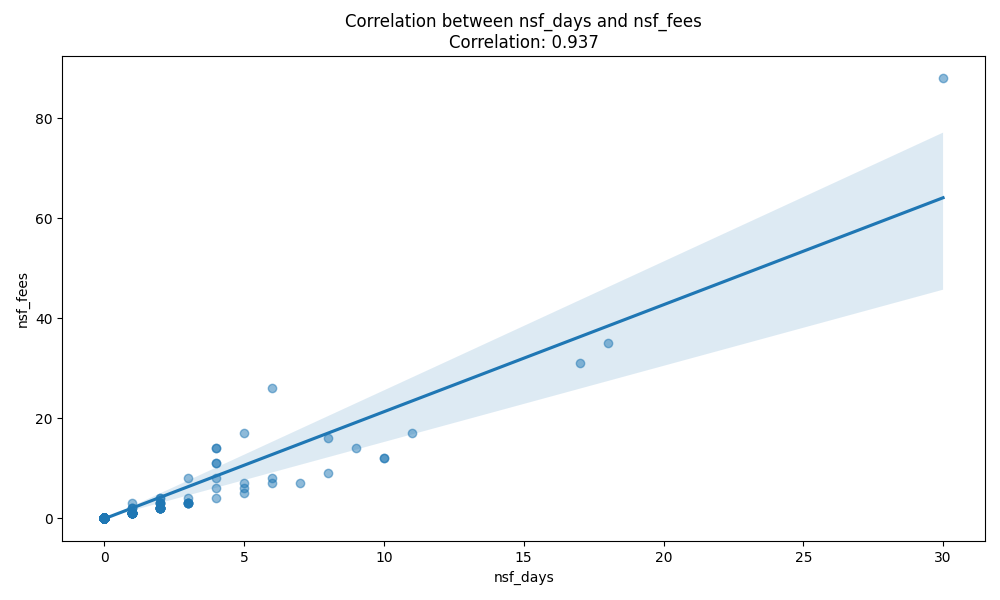 Correlation between nsf_days and nsf_fees
Correlation: 0.937
80
60
40
20
0
nsf_fees
0 5 10 15 20 25 30
nsf_days